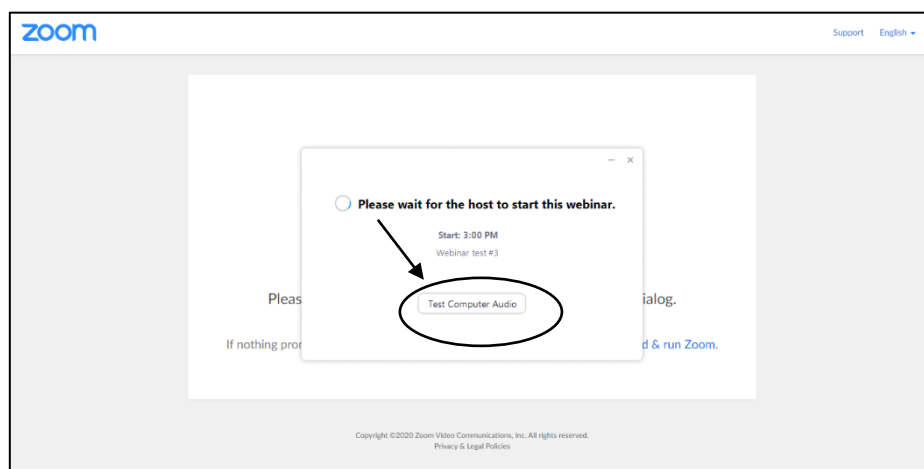 zoom
Support English
Please wait for the host to start this webinar.
Start: 3:00 PM
Webinar test #3
Pleas
ialog.
Test Computer Audio
If nothing pror
d & run Zoom.
Copyright ©2020 Zoom Video Communications, Inc. All rights reserved.
Privacy & Legal Policies